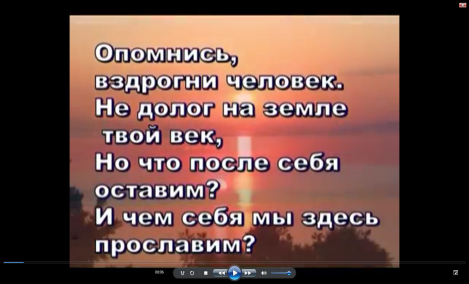 Опомнись,
вздрогни человек.
Не долог на земле
твой век,
Но что после себя
оставим?
И чем себя мы здесь
прославим?